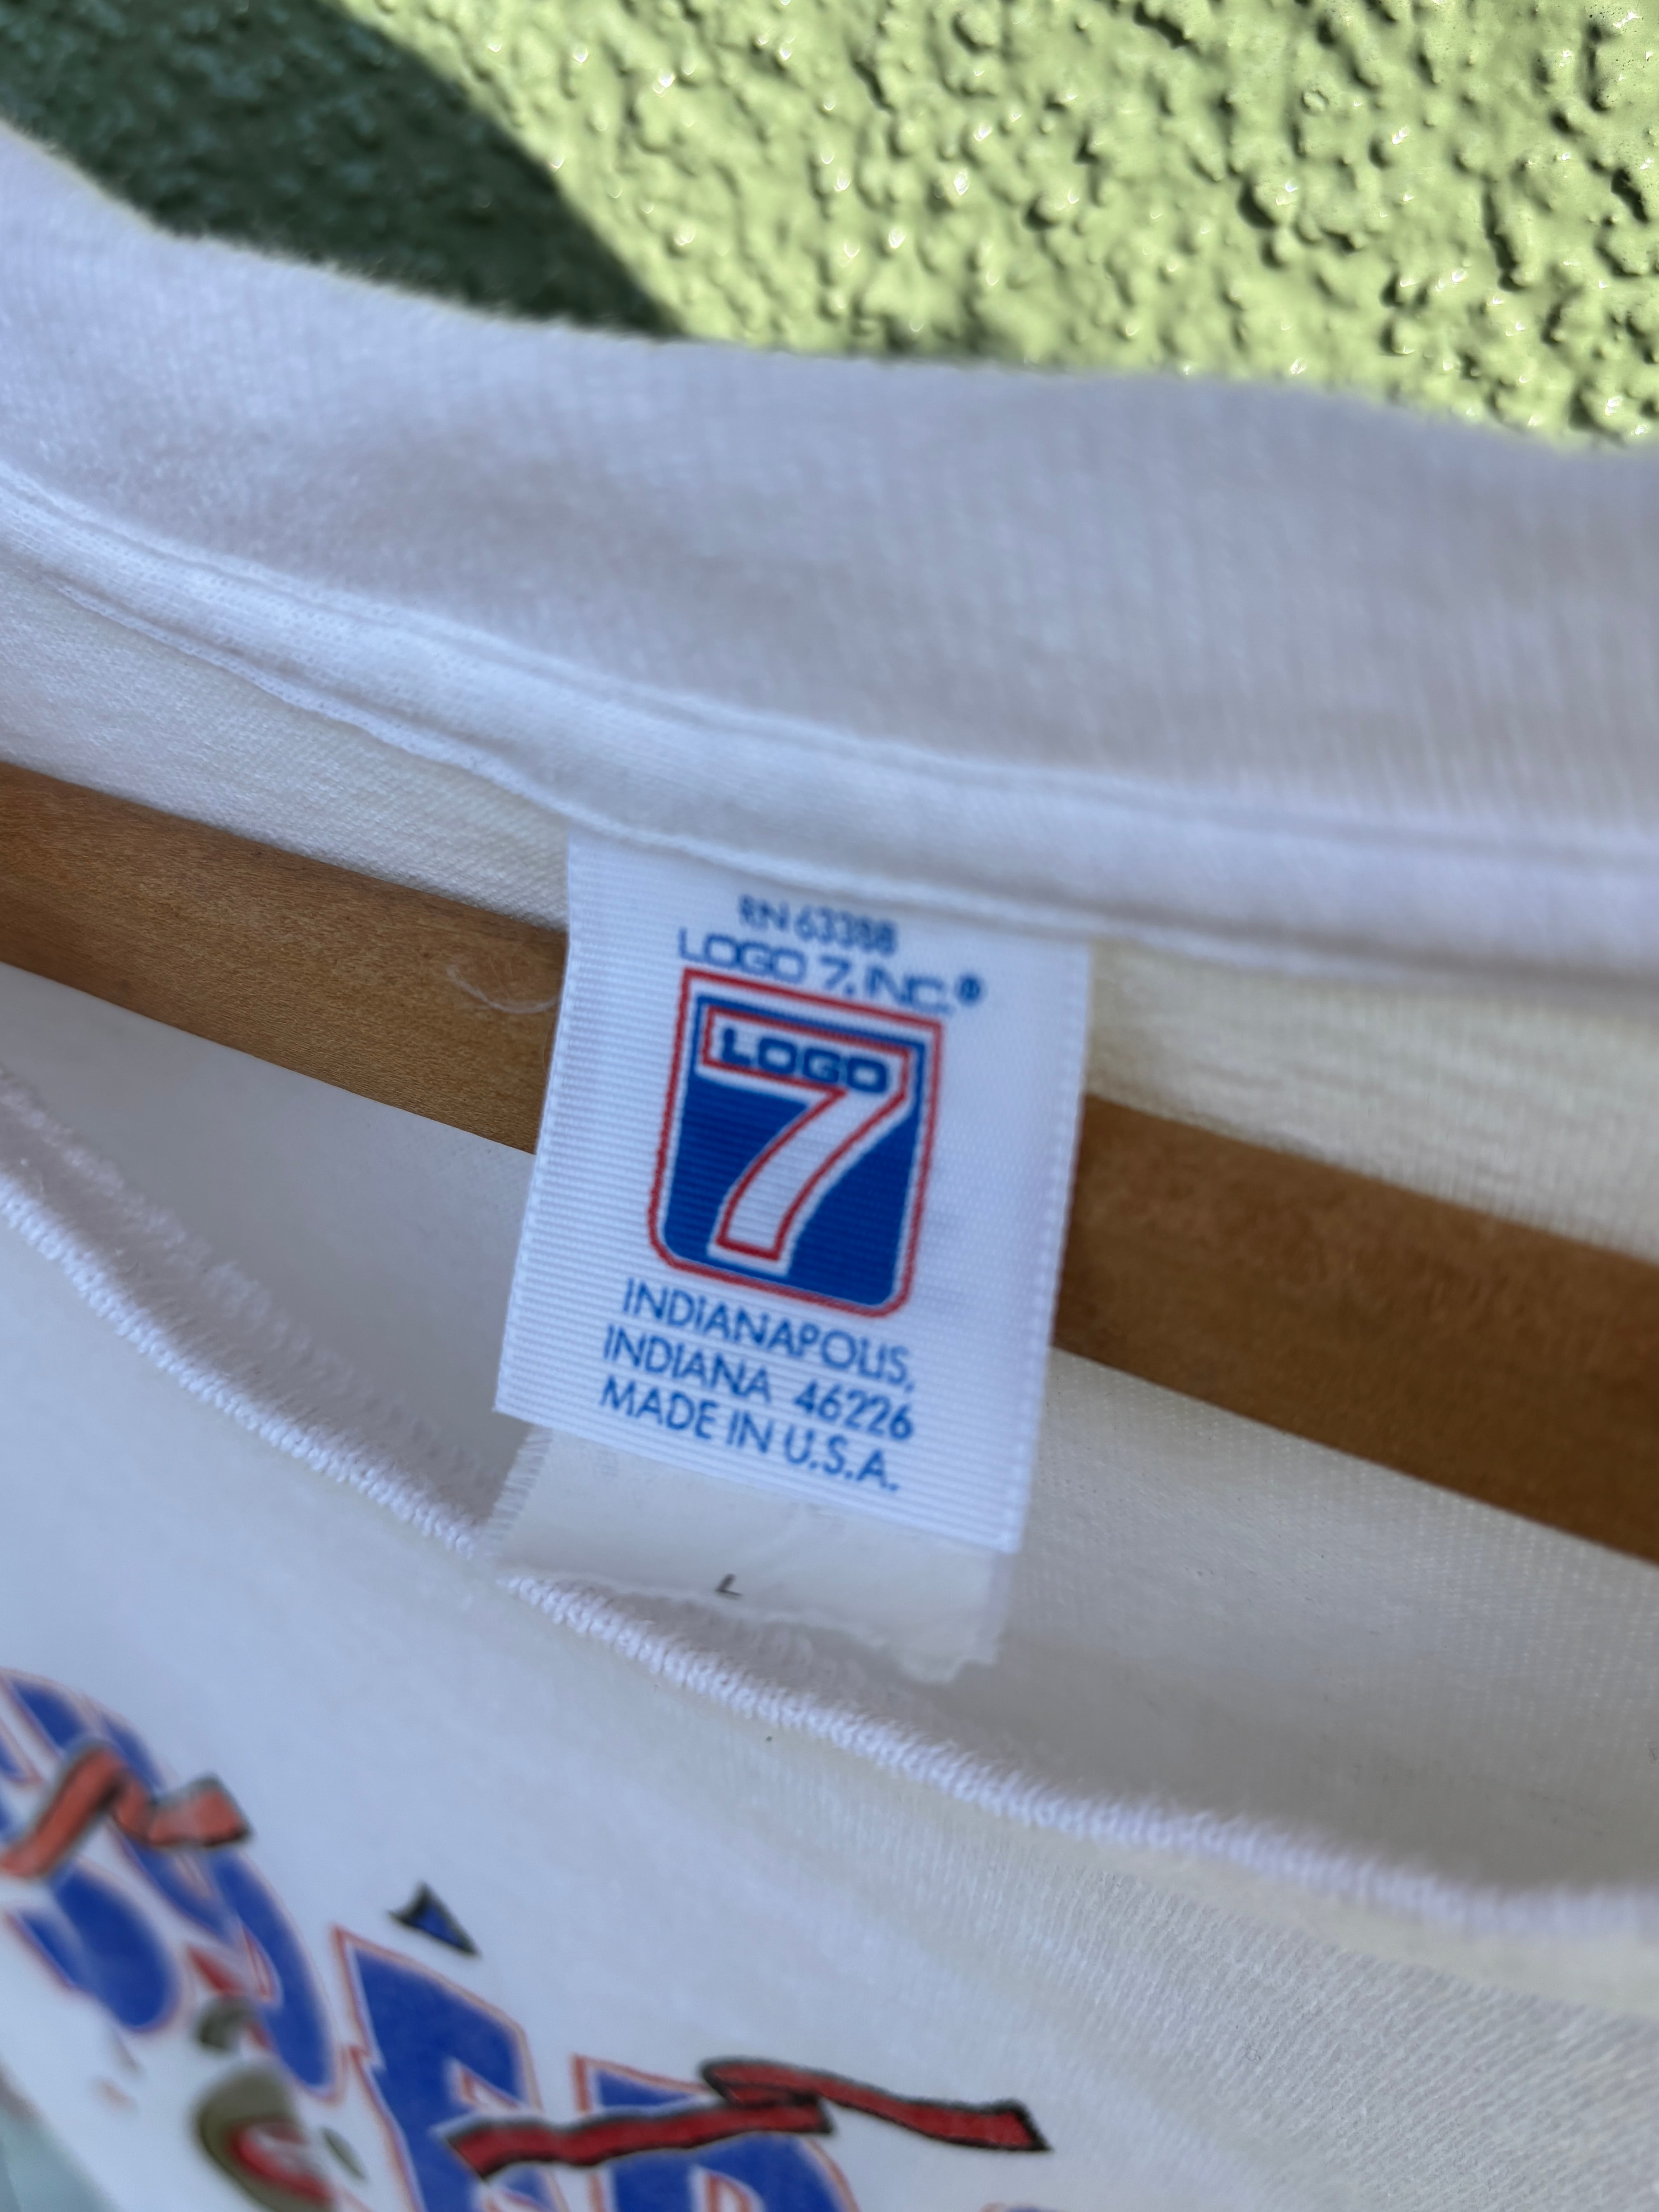 RN 63388
LOGO 7, INC.®
LOGO
7
INDIANAPOLIS,
INDIANA 46226
MADE IN U.S.A.
L